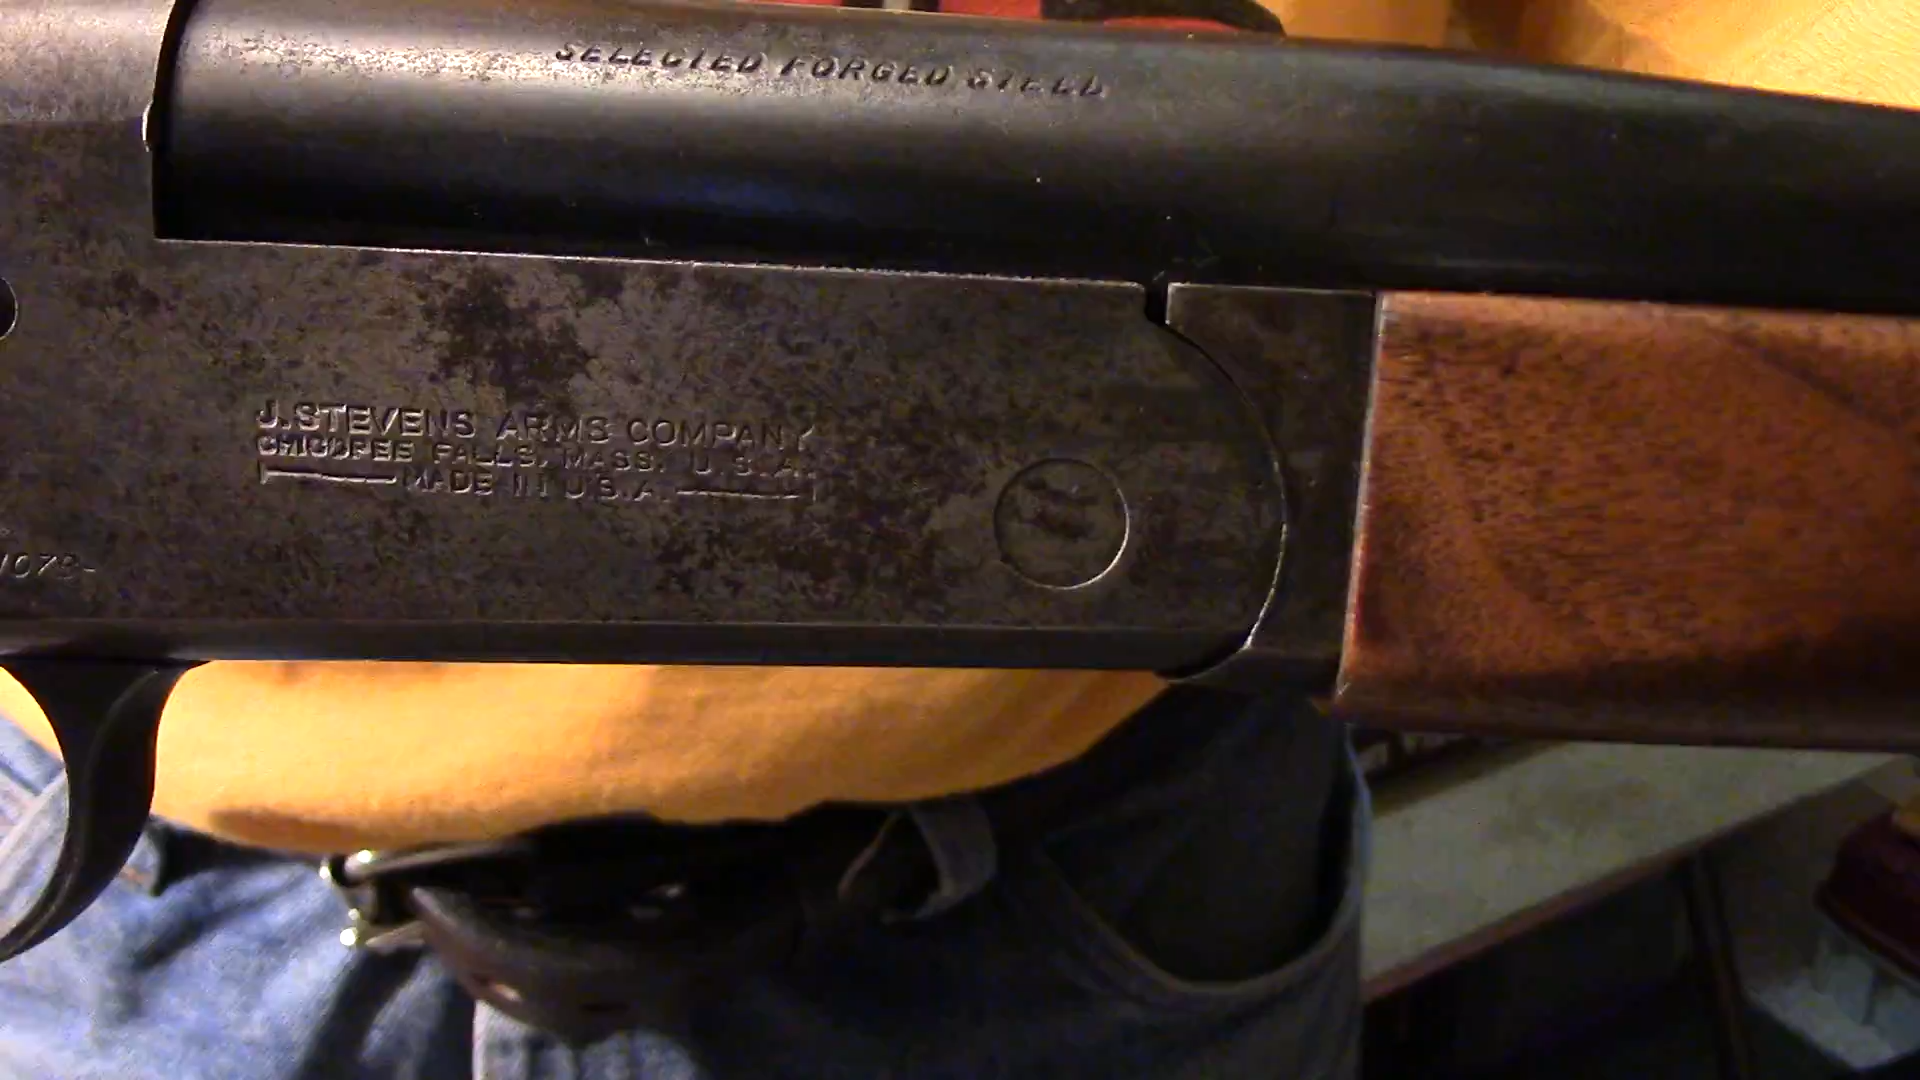 SELECTED FORGED STEEL
J. STEVENS ARMS COMPANY
CHICOPEE FALLS, MASS. U.S.A.
MADE IN U.S.A.